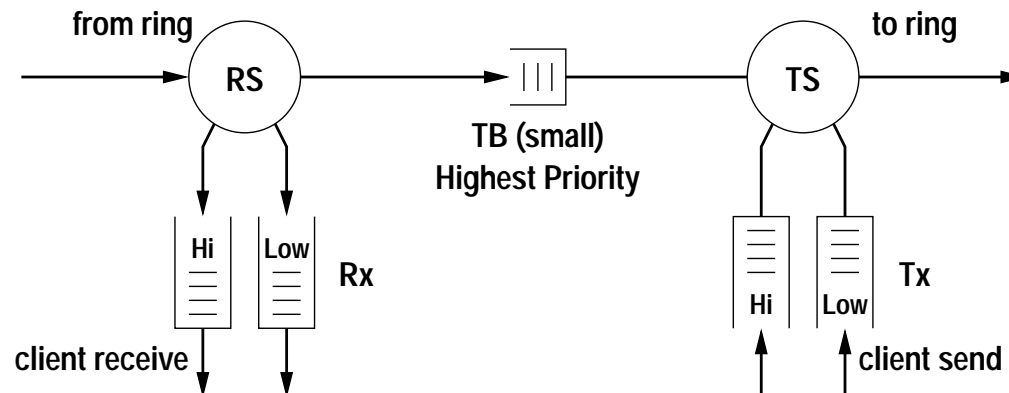 from ring
to ring
RS
TS
TB (small)
Highest Priority
Hi
Low
Rx
Hi
Low
Tx
client receive
client send